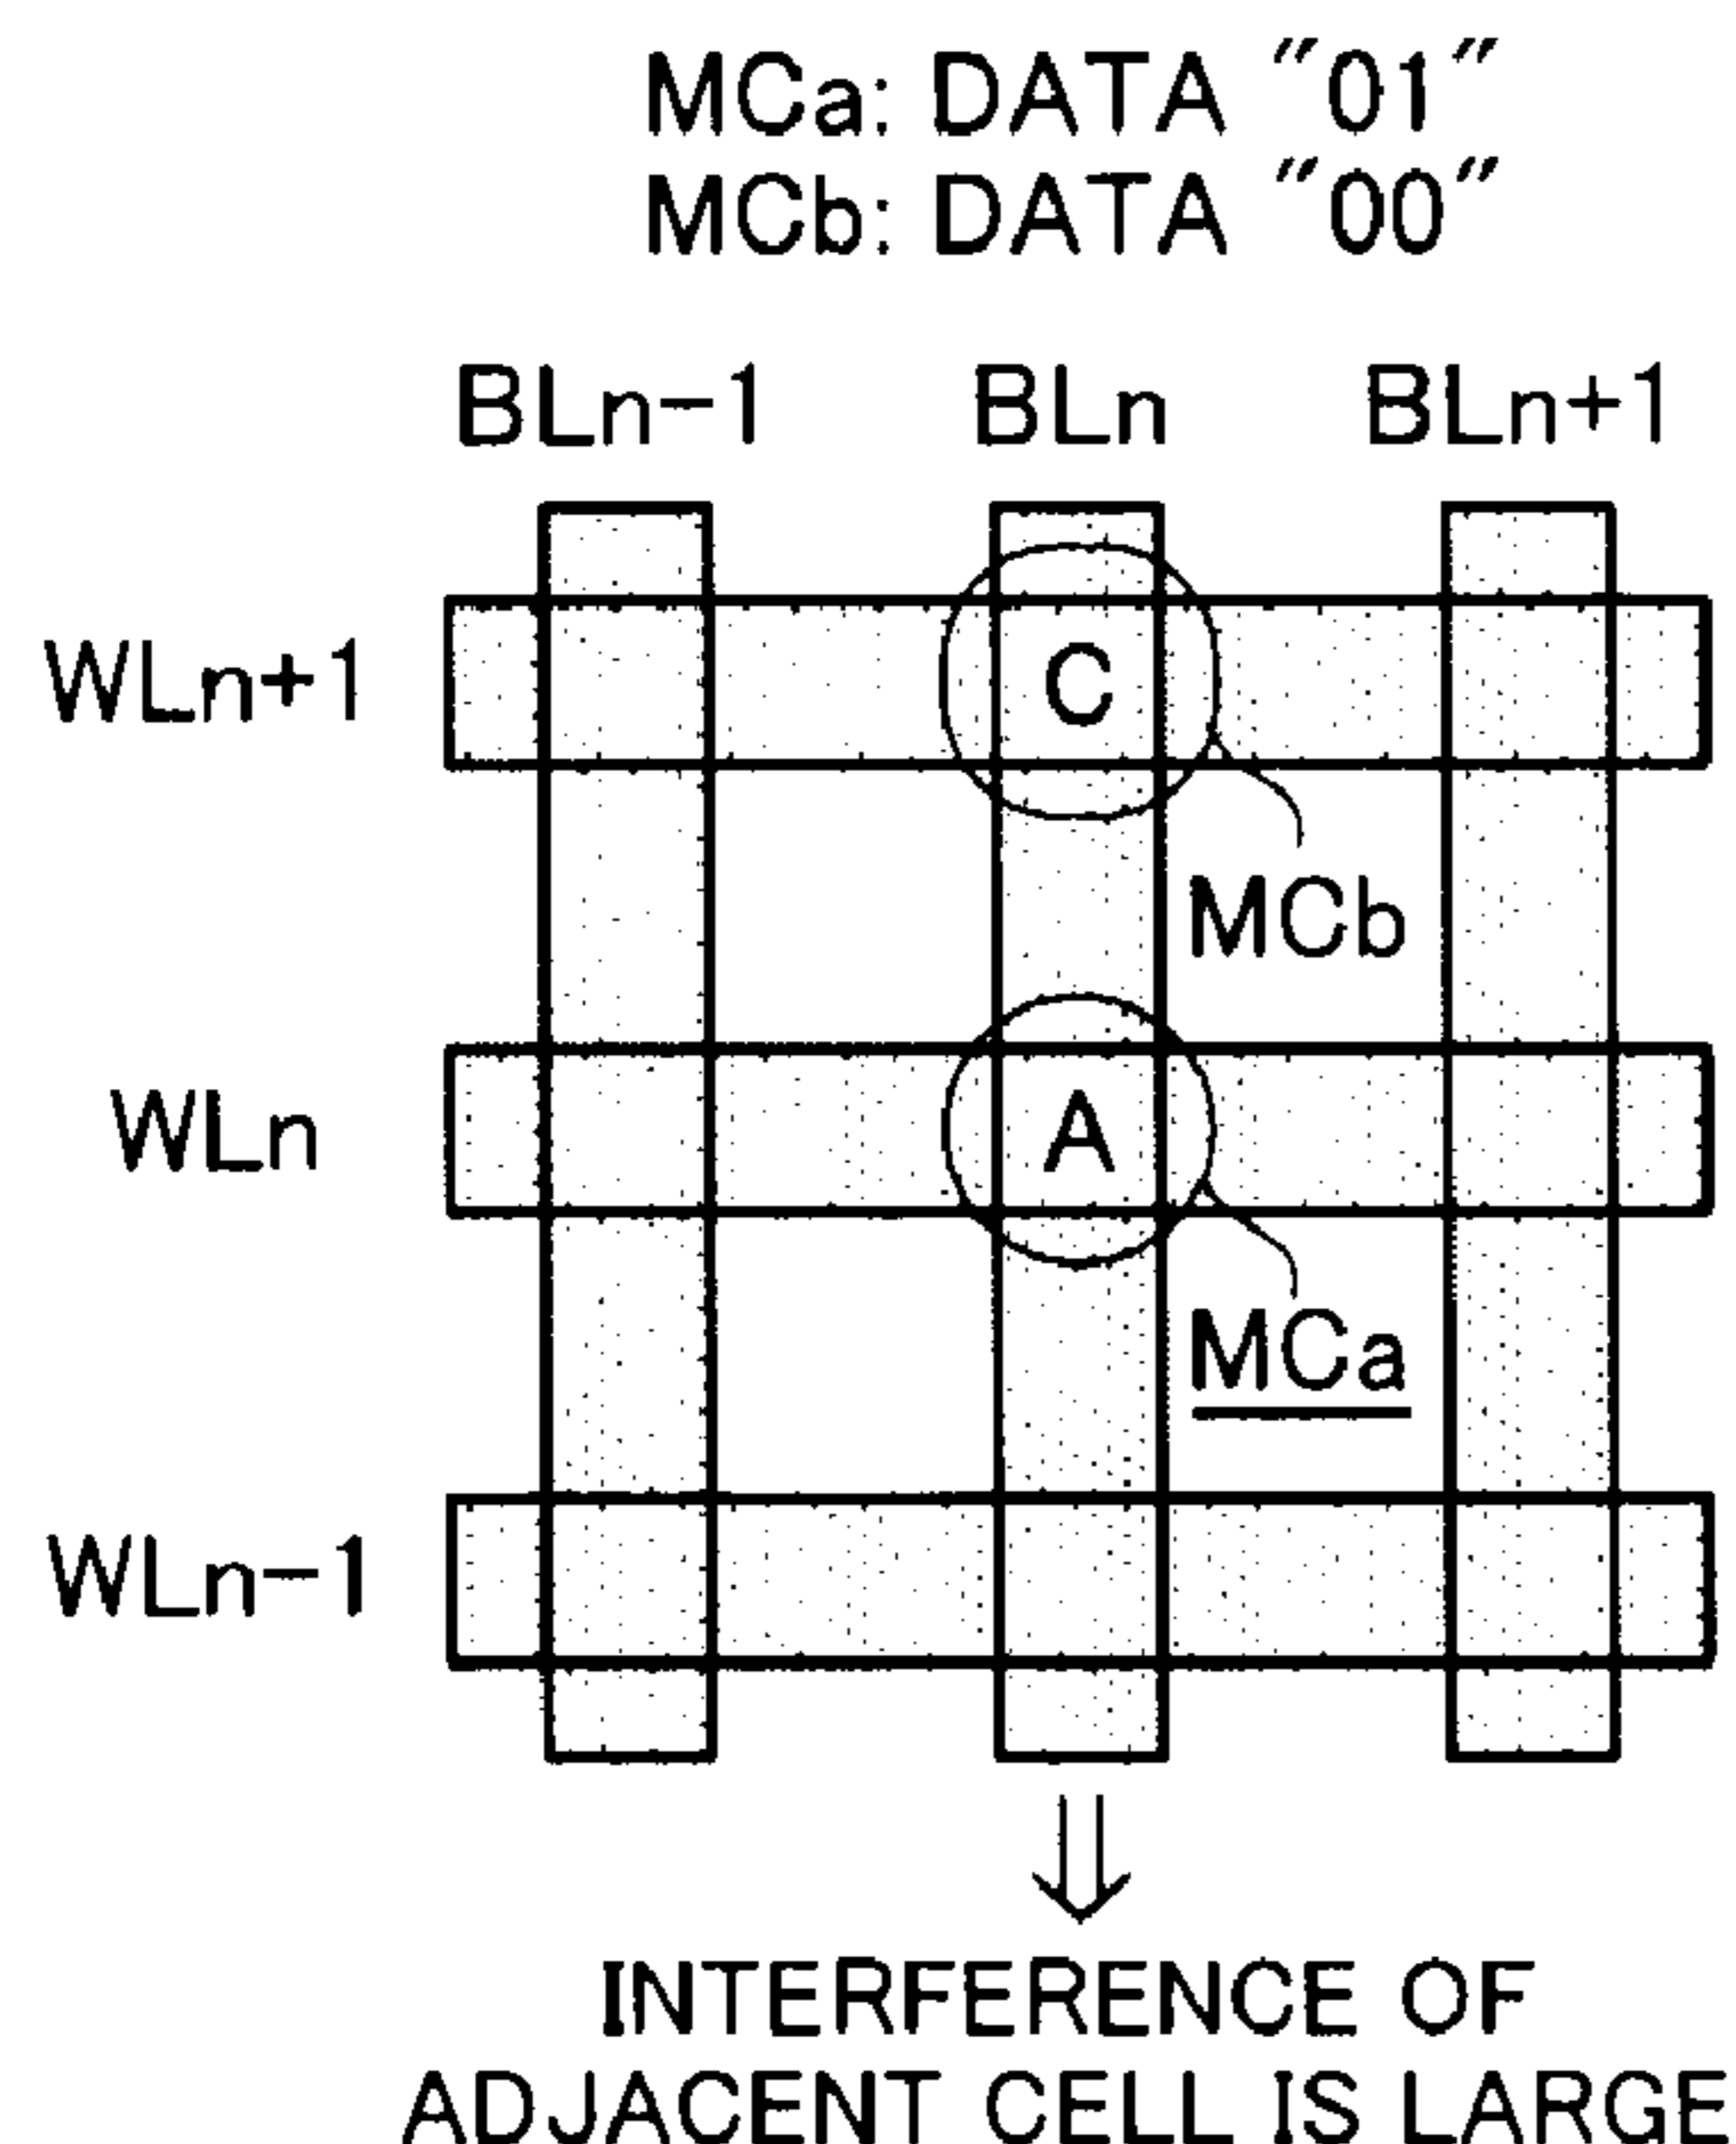 MCa: DATA "01"
MCb: DATA "00"
BLn-1 BLn BLn+1
WLn+1 C
MCb
WLn A
MCa
WLn-1
INTERFERENCE OF
ADJACENT CELL IS LARGE